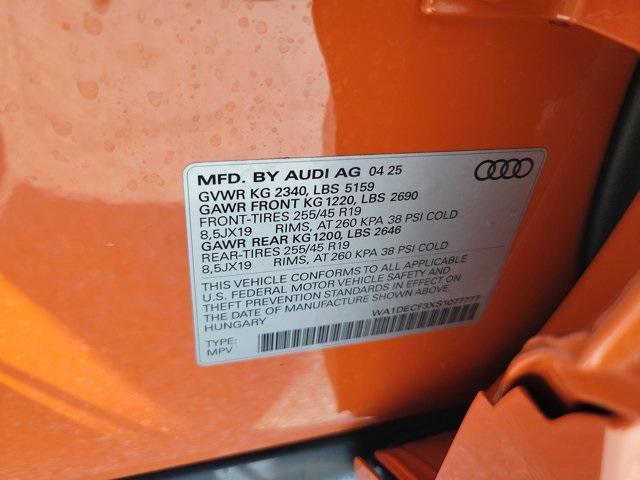 MFD. BY AUDI AG 04 25
GVWR KG 2340, LBS 5159
GAWR FRONT KG 1220, LBS 2690
FRONT-TIRES 255/45 R19
8,5JX19 RIMS, AT 260 KPA 38 PSI COLD
GAWR REAR KG1200, LBS 2646
REAR-TIRES 255/45 R19
8,5JX19 RIMS, AT 260 KPA 38 PSI COLD
THIS VEHICLE CONFORMS TO ALL APPLICABLE
U.S. FEDERAL MOTOR VEHICLE SAFETY AND
THEFT PREVENTION STANDARDS IN EFFECT ON
THE DATE OF MANUFACTURE SHOWN ABOVE.
HUNGARY
WA1DECF3XS1077777
TYPE:
MPV